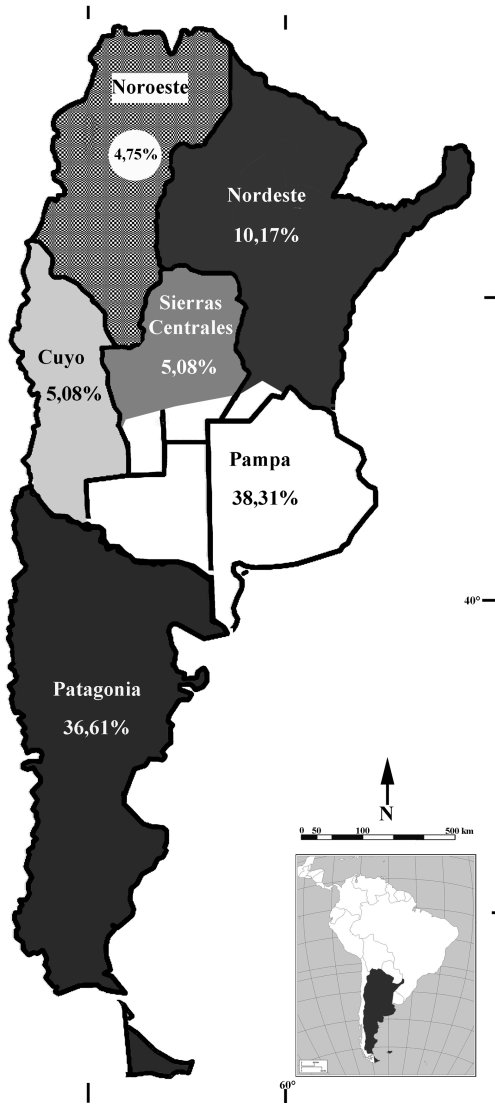 Noroeste
4,75%
Nordeste
10,17%
Sierras
Centrales
5,08%
Cuyo
5,08%
Pampa
38,31%
40°
Patagonia
36,61%
N
0 50 100 500 km
60°